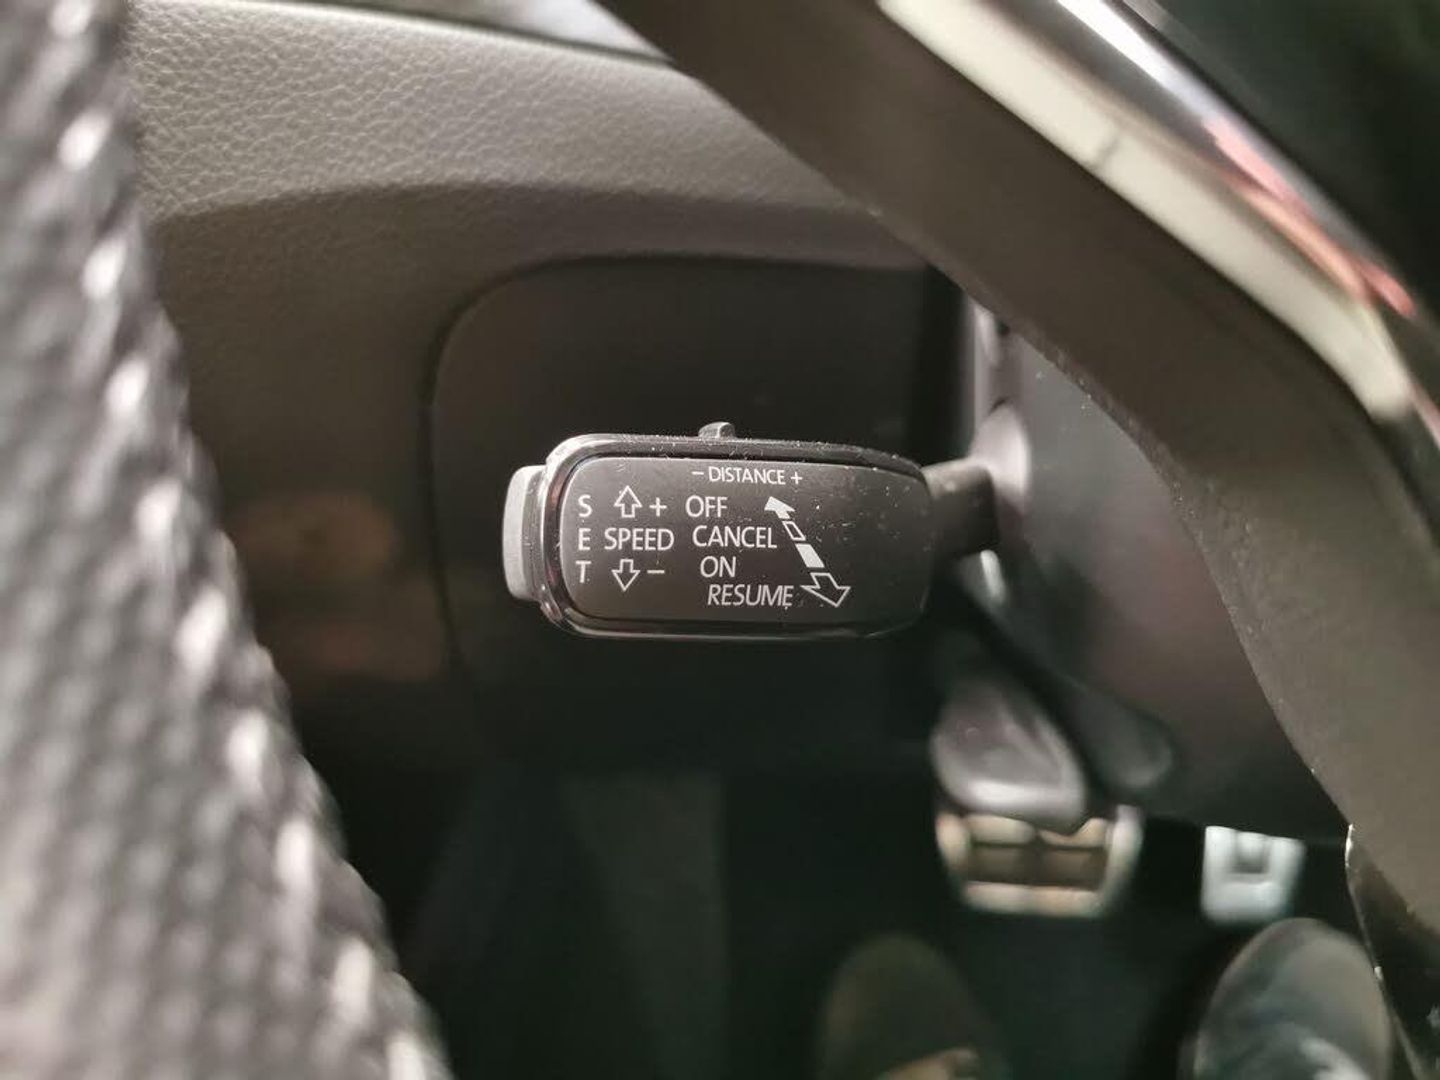 - DISTANCE +
S + OFF
E SPEED CANCEL
T - ON
RESUME